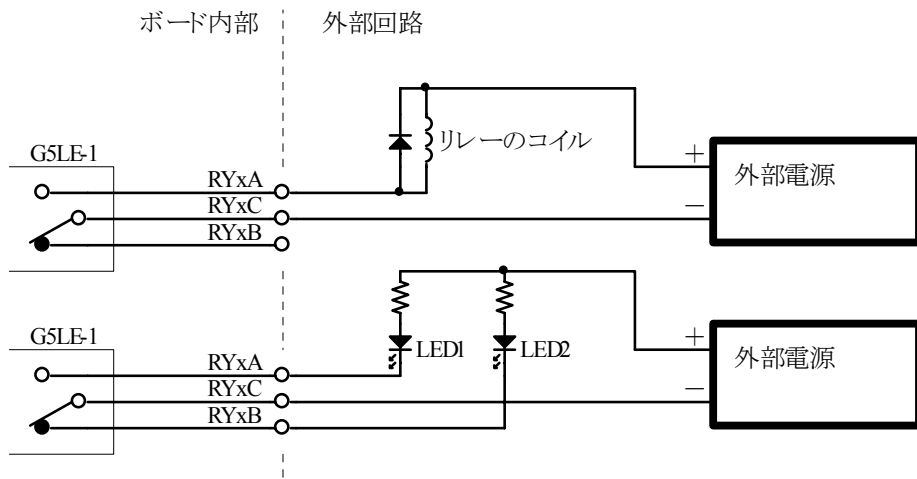 ボード内部
外部回路
リレーのコイル
G5LE-1
RYxA
RYxC
RYxB
+
−
外部電源
G5LE-1
LED1
LED2
RYxA
RYxC
RYxB
+
−
外部電源